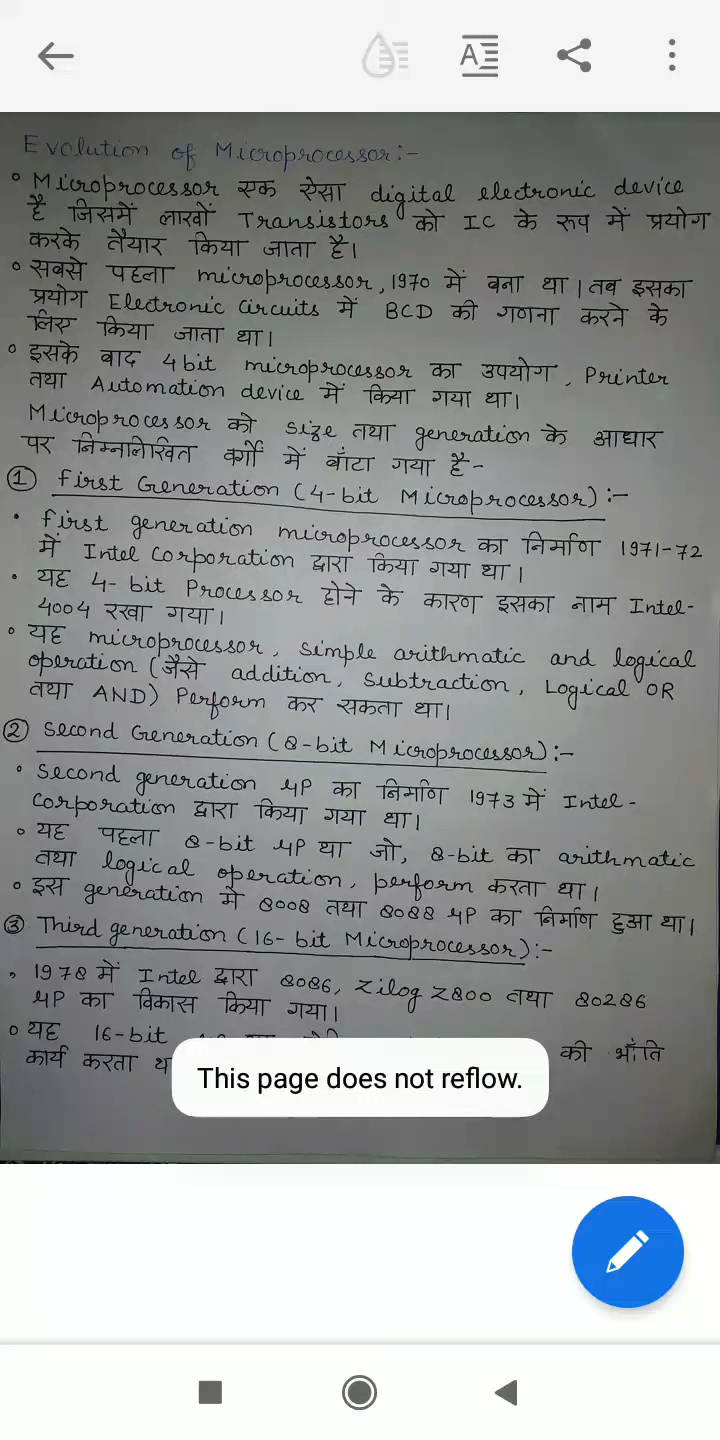 Evolution of Microprocessor:-
° Microprocessor एक ऐसा digital electronic device
है जिसमें लाखों Transistors को IC के रूप में प्रयोग
करके तैयार किया जाता है।
° सबसे पहला microprocessor, 1970 में बना था। तब इसका
प्रयोग Electronic Circuits में BCD की गणना करने के
लिए किया जाता था।
° इसके बाद 4bit microprocessor का उपयोग, Printer
तथा Automation device में किया गया था।
Microprocessor को size तथा generation के आधार
पर निम्नलिखित वर्गों में बाँटा गया है-
① First Generation (4-bit Microprocessor):-
• First generation microprocessor का निर्माण 1971-72
में Intel Corporation द्वारा किया गया था।
• यह 4-bit Processor होने के कारण इसका नाम Intel-
4004 रखा गया।
° यह microprocessor, simple arithmatic and logical
operation (जैसे addition, subtraction, Logical OR
तथा AND) Perform कर सकता था।
② Second Generation (8-bit Microprocessor):-
• Second generation μP का निर्माण 1973 में Intel-
Corporation द्वारा किया गया था।
° यह पहला 8-bit μP था जो, 8-bit का arithmatic
तथा logical operation, perform करता था।
° इस generation में 8008 तथा 8088 μP का निर्माण हुआ था।
③ Third generation (16-bit Microprocessor):-
° 1978 में Intel द्वारा 8086, Zilog Z800 तथा 80286
μP का विकास किया गया।
° यह 16-bit की भाँति
कार्य करता
This page does not reflow.